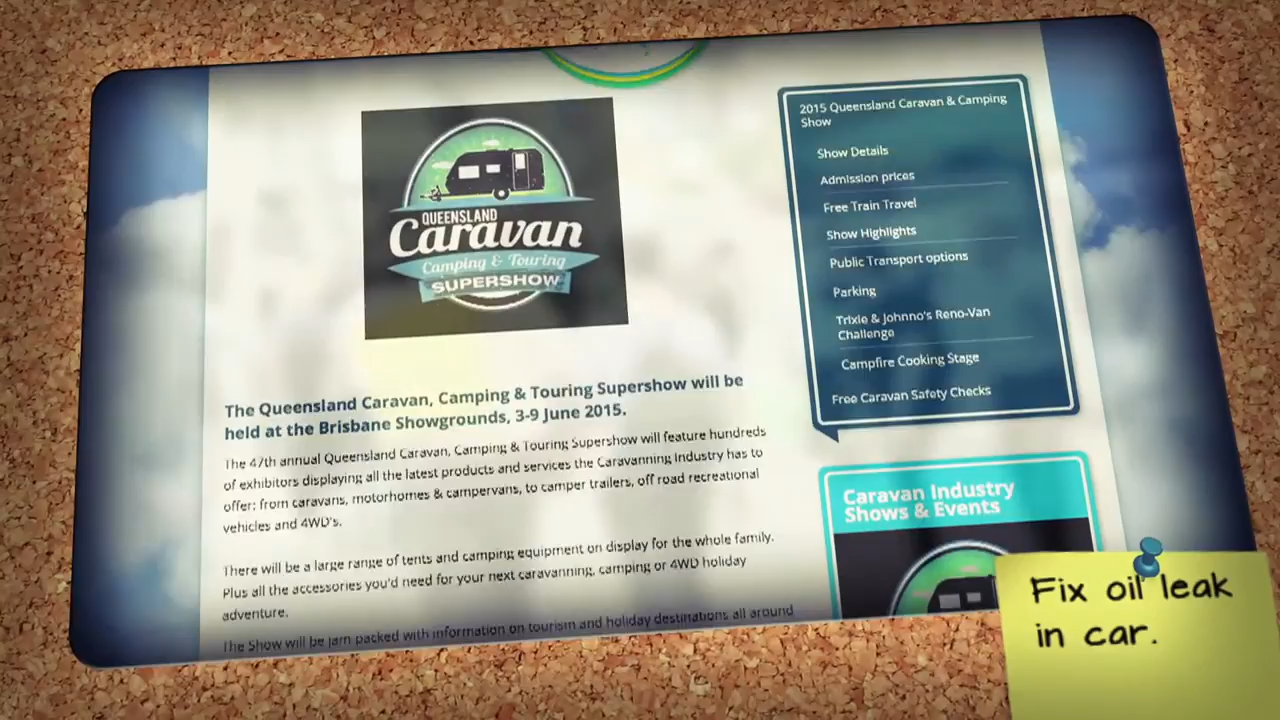 QUEENSLAND
Caravan
Camping & Touring
SUPERSHOW
The Queensland Caravan, Camping & Touring Supershow will be
held at the Brisbane Showgrounds, 3-9 June 2015.
The 47th annual Queensland Caravan, Camping & Touring Supershow will feature hundreds
of exhibitors displaying all the latest products and services the Caravanning Industry has to
offer; from caravans, motorhomes & campervans, to camper trailers, off road recreational
vehicles and 4WD's.
There will be a large range of tents and camping equipment on display for the whole family.
Plus all the accessories you'd need for your next caravanning, camping or 4WD holiday
adventure.
The Show will be jam packed with information on tourism and holiday destinations all around
2015 Queensland Caravan & Camping
Show
Show Details
Admission prices
Free Train Travel
Show Highlights
Public Transport options
Parking
Trixie & Johnno's Reno-Van
Challenge
Campfire Cooking Stage
Free Caravan Safety Checks
Caravan Industry
Shows & Events
Fix oil leak
in car.